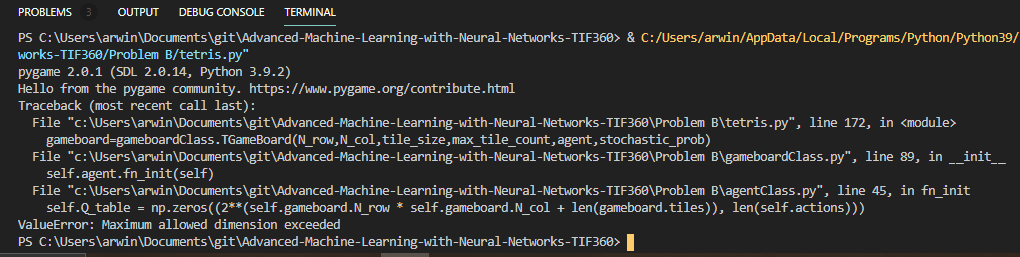 PROBLEMS 3 OUTPUT DEBUG CONSOLE TERMINAL
PS C:\Users\arwin\Documents\git\Advanced-Machine-Learning-with-Neural-Networks-TIF360> & C:/Users/arwin/AppData/Local/Programs/Python/Python39/
works-TIF360/Problem B/tetris.py"
pygame 2.0.1 (SDL 2.0.14, Python 3.9.2)
Hello from the pygame community. https://www.pygame.org/contribute.html
Traceback (most recent call last):
  File "c:\Users\arwin\Documents\git\Advanced-Machine-Learning-with-Neural-Networks-TIF360\Problem B\tetris.py", line 172, in <module>
    gameboard=gameboardClass.TGameBoard(N_row,N_col,tile_size,max_tile_count,agent,stochastic_prob)
  File "c:\Users\arwin\Documents\git\Advanced-Machine-Learning-with-Neural-Networks-TIF360\Problem B\gameboardClass.py", line 89, in __init__
    self.agent.fn_init(self)
  File "c:\Users\arwin\Documents\git\Advanced-Machine-Learning-with-Neural-Networks-TIF360\Problem B\agentClass.py", line 45, in fn_init
    self.Q_table = np.zeros((2**(self.gameboard.N_row * self.gameboard.N_col + len(gameboard.tiles)), len(self.actions)))
ValueError: Maximum allowed dimension exceeded
PS C:\Users\arwin\Documents\git\Advanced-Machine-Learning-with-Neural-Networks-TIF360>